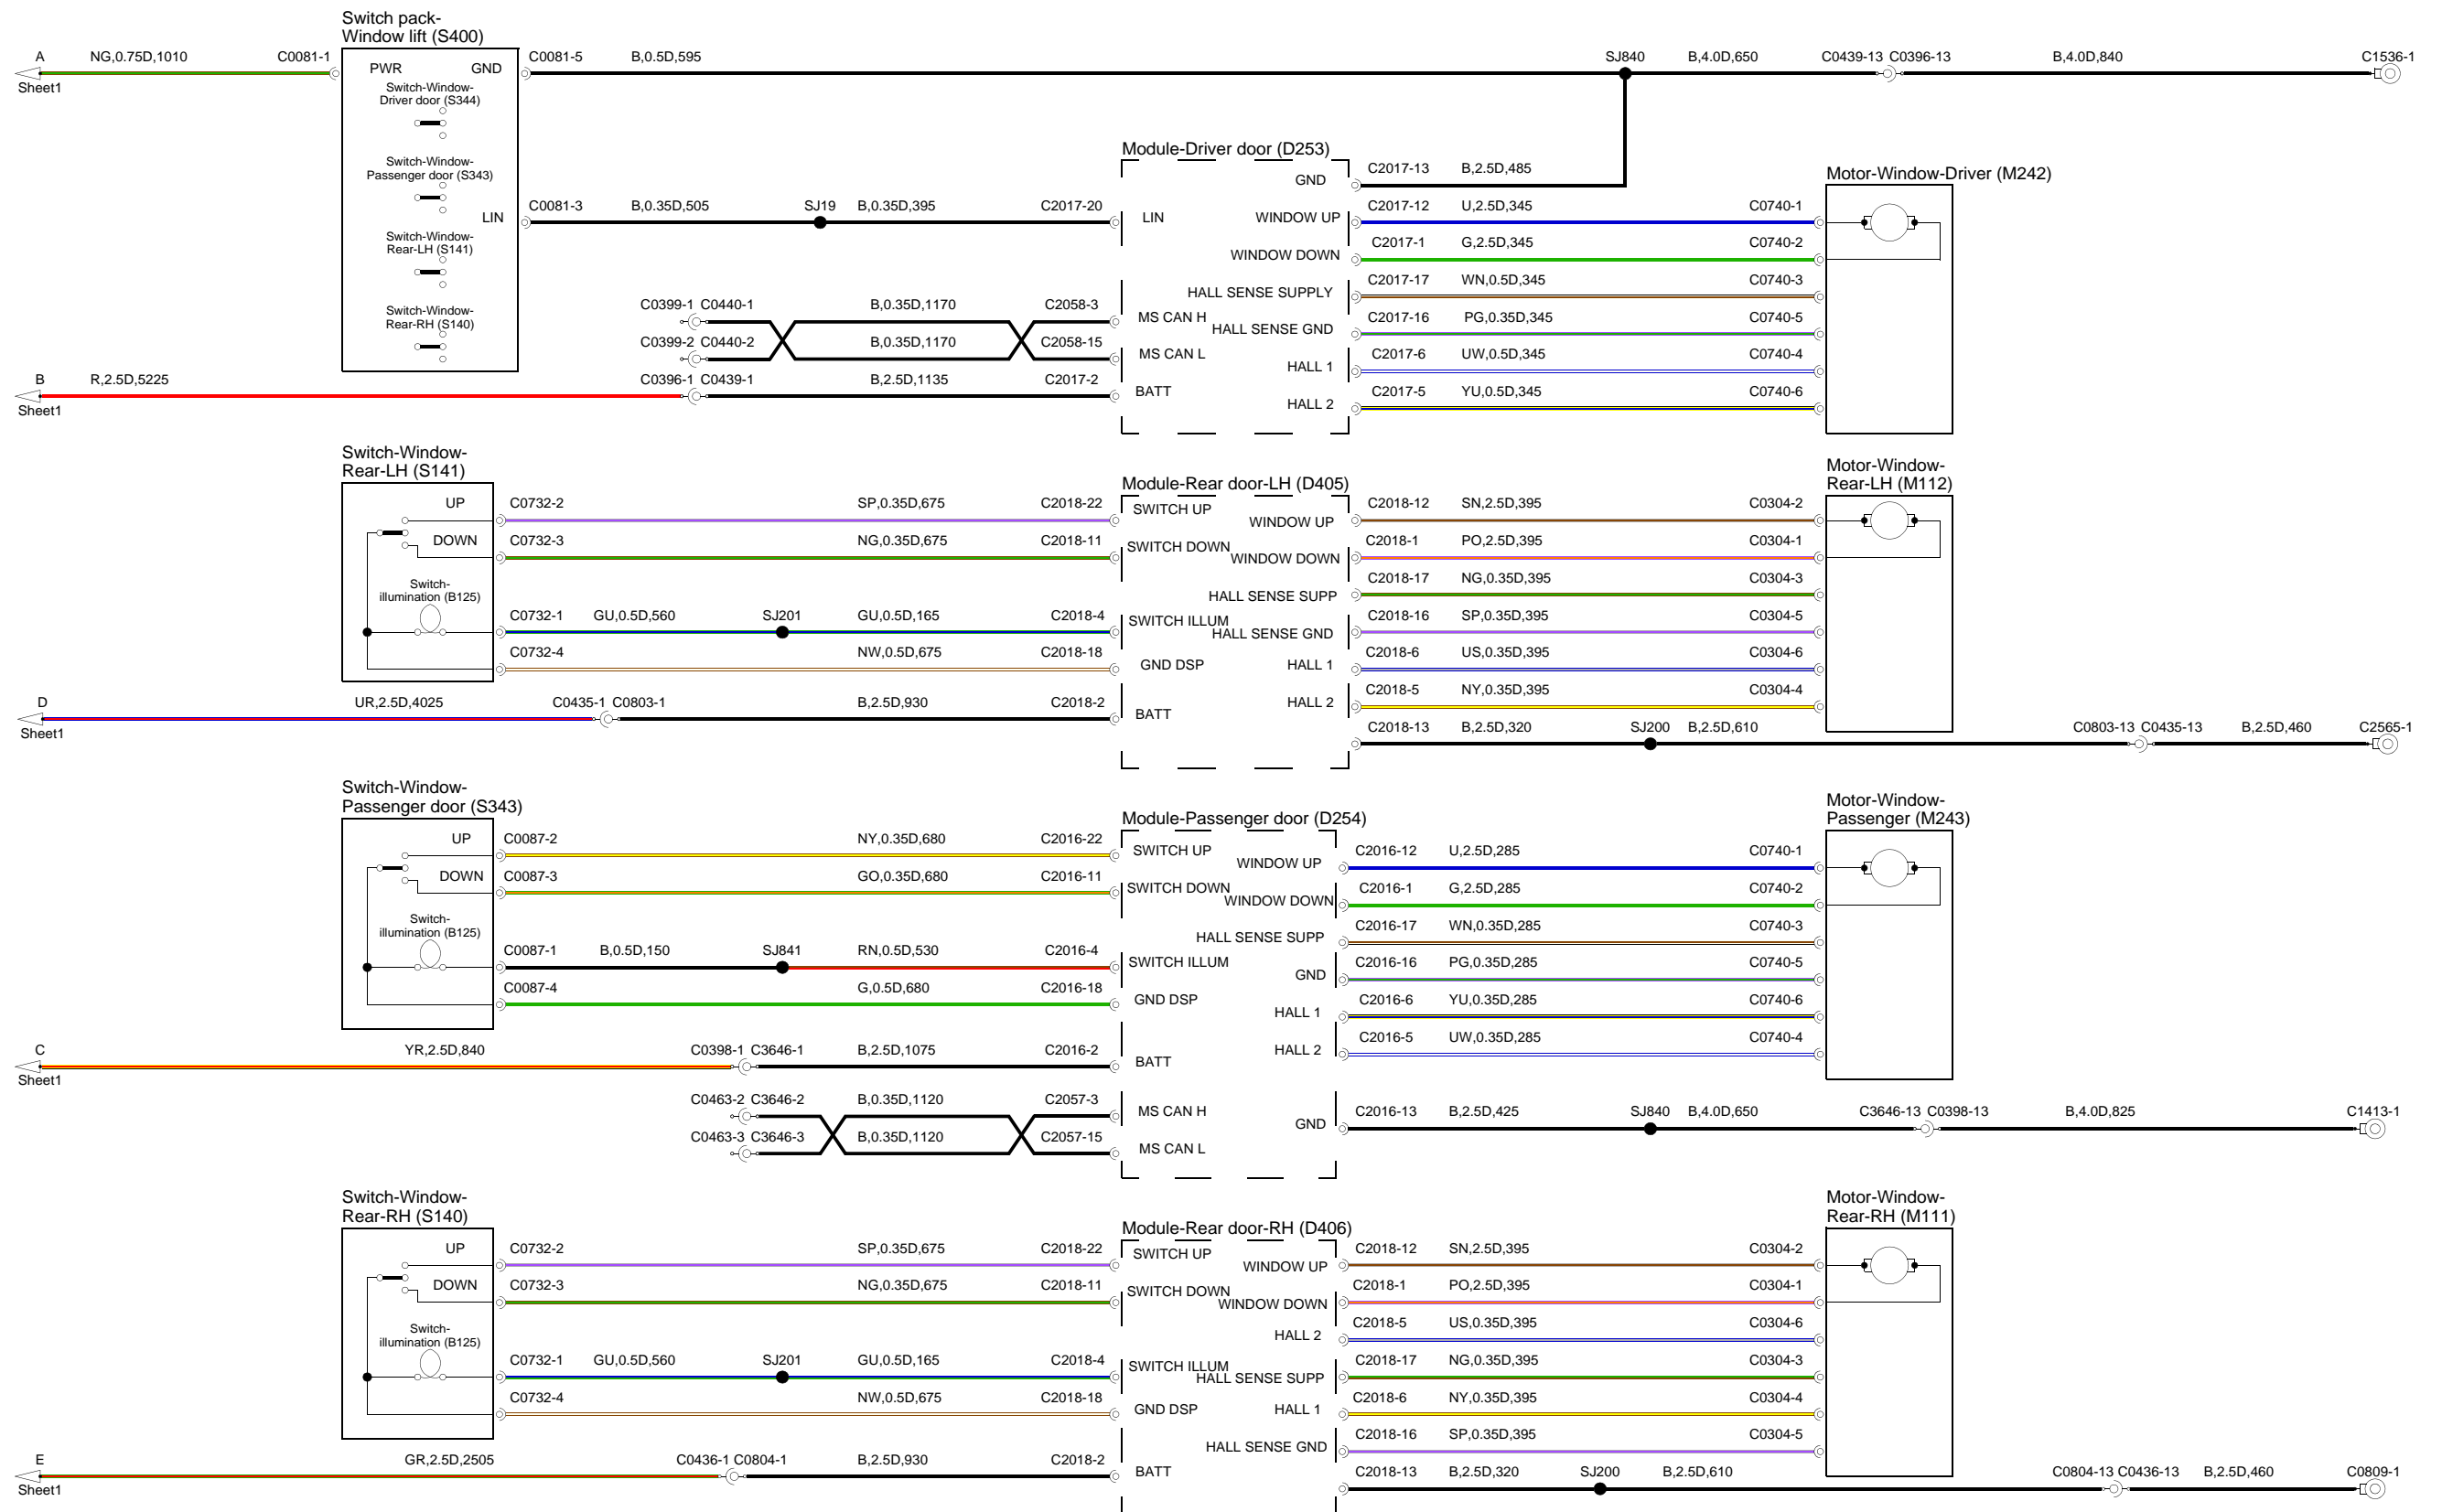 Switch pack-
Window lift (S400)
A NG,0.75D,1010 C0081-1 PWR GND C0081-5 B,0.5D,595 SJ840 B,4.0D,650 C0439-13 C0396-13 B,4.0D,840 C1536-1
Sheet1
Switch-Window-
Driver door (S344)
Switch-Window-
Passenger door (S343)
Module-Driver door (D253)
GND C2017-13 B,2.5D,485
Motor-Window-Driver (M242)
LIN C0081-3 B,0.35D,505 SJ19 B,0.35D,395 C2017-20 LIN WINDOW UP C2017-12 U,2.5D,345 C0740-1
Switch-Window-
Rear-LH (S141)
WINDOW DOWN C2017-1 G,2.5D,345 C0740-2
HALL SENSE SUPPLY C2017-17 WN,0.5D,345 C0740-3
Switch-Window-
Rear-RH (S140)
C0399-1 C0440-1 B,0.35D,1170 C2058-3 MS CAN H HALL SENSE GND C2017-16 PG,0.35D,345 C0740-5
C0399-2 C0440-2 B,0.35D,1170 C2058-15 MS CAN L HALL 1 C2017-6 UW,0.5D,345 C0740-4
B R,2.5D,5225 C0396-1 C0439-1 B,2.5D,1135 C2017-2 BATT HALL 2 C2017-5 YU,0.5D,345 C0740-6
Sheet1
Switch-Window-
Rear-LH (S141)
Module-Rear door-LH (D405)
Motor-Window-
Rear-LH (M112)
UP C0732-2 SP,0.35D,675 C2018-22 SWITCH UP WINDOW UP C2018-12 SN,2.5D,395 C0304-2
DOWN C0732-3 NG,0.35D,675 C2018-11 SWITCH DOWN WINDOW DOWN C2018-1 PO,2.5D,395 C0304-1
HALL SENSE SUPP C2018-17 NG,0.35D,395 C0304-3
Switch-
illumination (B125)
C0732-1 GU,0.5D,560 SJ201 GU,0.5D,165 C2018-4 SWITCH ILLUM HALL SENSE GND C2018-16 SP,0.35D,395 C0304-5
C0732-4 NW,0.5D,675 C2018-18 GND DSP HALL 1 C2018-6 US,0.35D,395 C0304-6
D UR,2.5D,4025 C0435-1 C0803-1 B,2.5D,930 C2018-2 BATT HALL 2 C2018-5 NY,0.35D,395 C0304-4
Sheet1
C2018-13 B,2.5D,320 SJ200 B,2.5D,610 C0803-13 C0435-13 B,2.5D,460 C2565-1
Switch-Window-
Passenger door (S343)
Module-Passenger door (D254)
Motor-Window-
Passenger (M243)
UP C0087-2 NY,0.35D,680 C2016-22 SWITCH UP WINDOW UP C2016-12 U,2.5D,285 C0740-1
DOWN C0087-3 GO,0.35D,680 C2016-11 SWITCH DOWN WINDOW DOWN C2016-1 G,2.5D,285 C0740-2
Switch-
illumination (B125)
HALL SENSE SUPP C2016-17 WN,0.35D,285 C0740-3
C0087-1 B,0.5D,150 SJ841 RN,0.5D,530 C2016-4 SWITCH ILLUM GND C2016-16 PG,0.35D,285 C0740-5
C0087-4 G,0.5D,680 C2016-18 GND DSP HALL 1 C2016-6 YU,0.35D,285 C0740-6
C YR,2.5D,840 C0398-1 C3646-1 B,2.5D,1075 C2016-2 BATT HALL 2 C2016-5 UW,0.35D,285 C0740-4
Sheet1
C0463-2 C3646-2 B,0.35D,1120 C2057-3 MS CAN H GND C2016-13 B,2.5D,425 SJ840 B,4.0D,650 C3646-13 C0398-13 B,4.0D,825 C1413-1
C0463-3 C3646-3 B,0.35D,1120 C2057-15 MS CAN L
Switch-Window-
Rear-RH (S140)
Module-Rear door-RH (D406)
Motor-Window-
Rear-RH (M111)
UP C0732-2 SP,0.35D,675 C2018-22 SWITCH UP WINDOW UP C2018-12 SN,2.5D,395 C0304-2
DOWN C0732-3 NG,0.35D,675 C2018-11 SWITCH DOWN WINDOW DOWN C2018-1 PO,2.5D,395 C0304-1
Switch-
illumination (B125)
HALL 2 C2018-5 US,0.35D,395 C0304-6
C0732-1 GU,0.5D,560 SJ201 GU,0.5D,165 C2018-4 SWITCH ILLUM HALL SENSE SUPP C2018-17 NG,0.35D,395 C0304-3
C0732-4 NW,0.5D,675 C2018-18 GND DSP HALL 1 C2018-6 NY,0.35D,395 C0304-4
HALL SENSE GND C2018-16 SP,0.35D,395 C0304-5
E GR,2.5D,2505 C0436-1 C0804-1 B,2.5D,930 C2018-2 BATT C2018-13 B,2.5D,320 SJ200 B,2.5D,610 C0804-13 C0436-13 B,2.5D,460 C0809-1
Sheet1